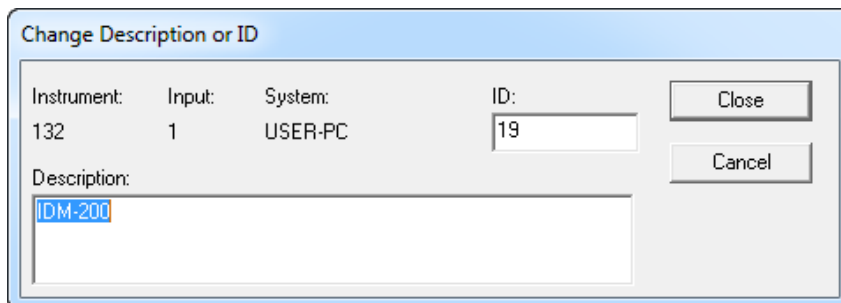 Change Description or ID
Instrument: Input: System: ID:
132 1 USER-PC 19
Close
Cancel
Description:
IDM-200